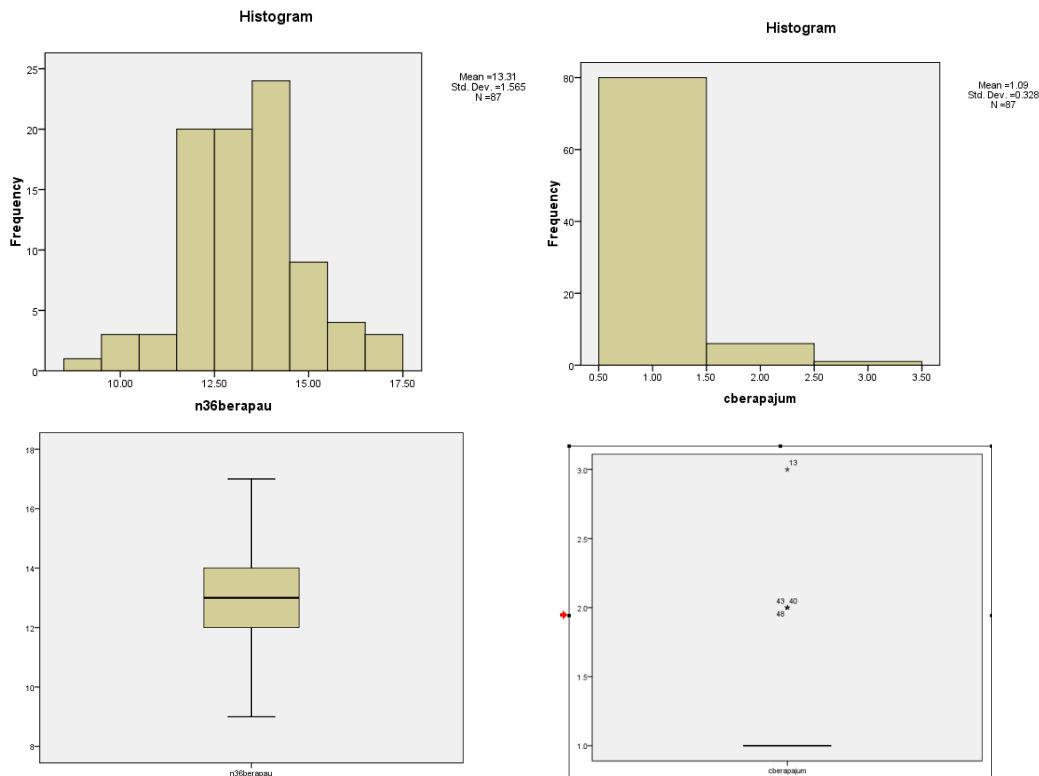 Histogram
25
20
15
10
5
0
Frequency
10.00 12.50 15.00 17.50
n36berapau
Mean =13.31
Std. Dev. =1.565
N =87
Histogram
80
60
40
20
0
Frequency
0.50 1.00 1.50 2.00 2.50 3.00 3.50
cberapajum
Mean =1.09
Std. Dev. =0.328
N =87
18
16
14
12
10
8
n36berapau
3.0
2.5
2.0
1.5
1.0
13
43 40
48
cberapajum